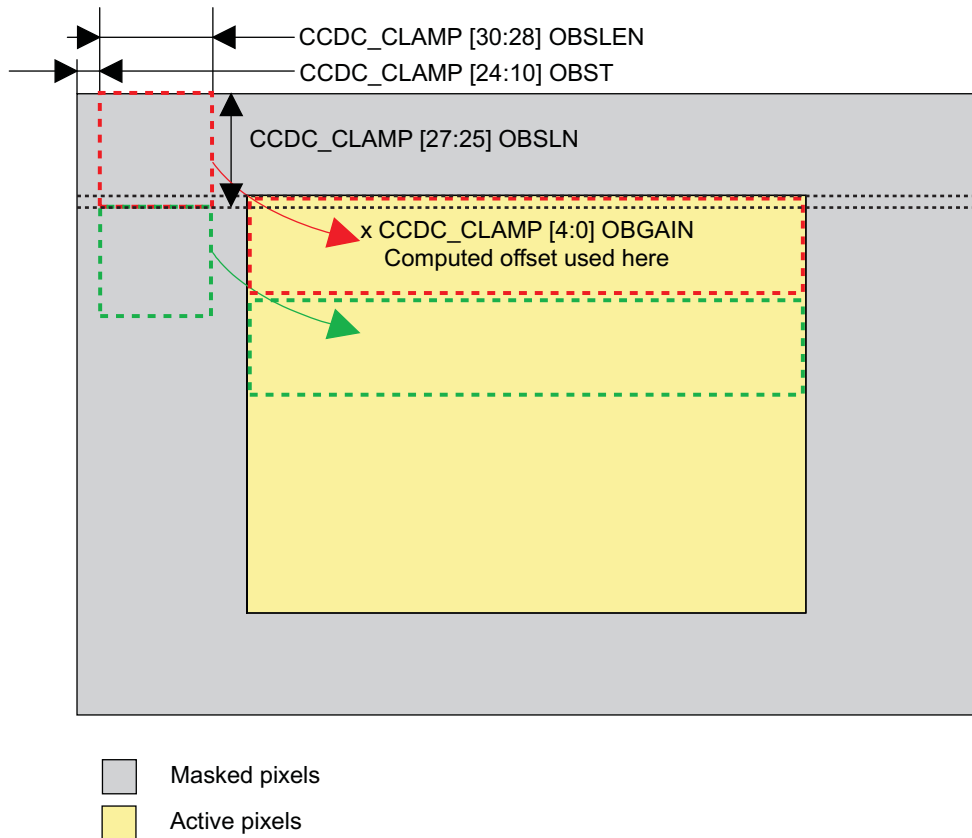 CCDC_CLAMP [30:28] OBSLEN
CCDC_CLAMP [24:10] OBST
CCDC_CLAMP [27:25] OBSLN
x CCDC_CLAMP [4:0] OBGAIN
Computed offset used here
Masked pixels
Active pixels